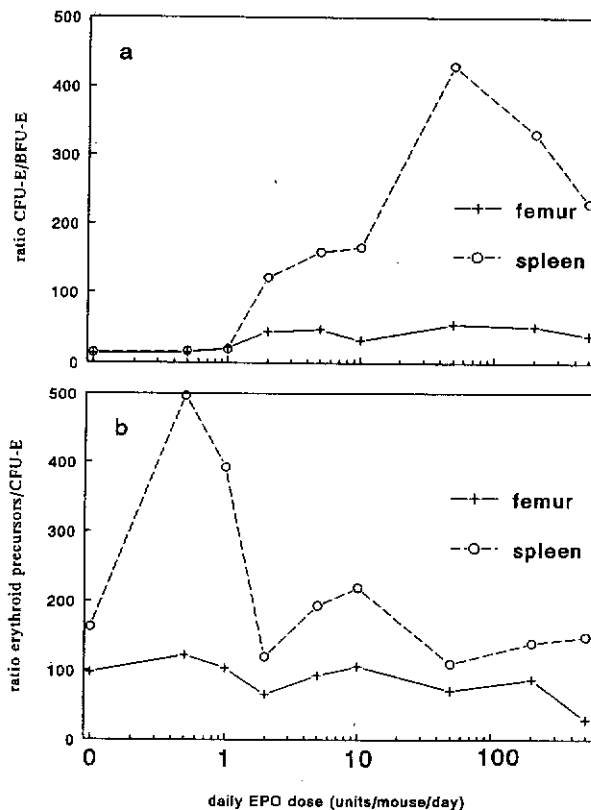 500
a
400
300
200
100
0
ratio CFU-E/BFU-E
femur
spleen
500
b
400
300
200
100
0
ratio erythroid precursors/CFU-E
femur
spleen
0 1 10 100
daily EPO dose (units/mouse/day)